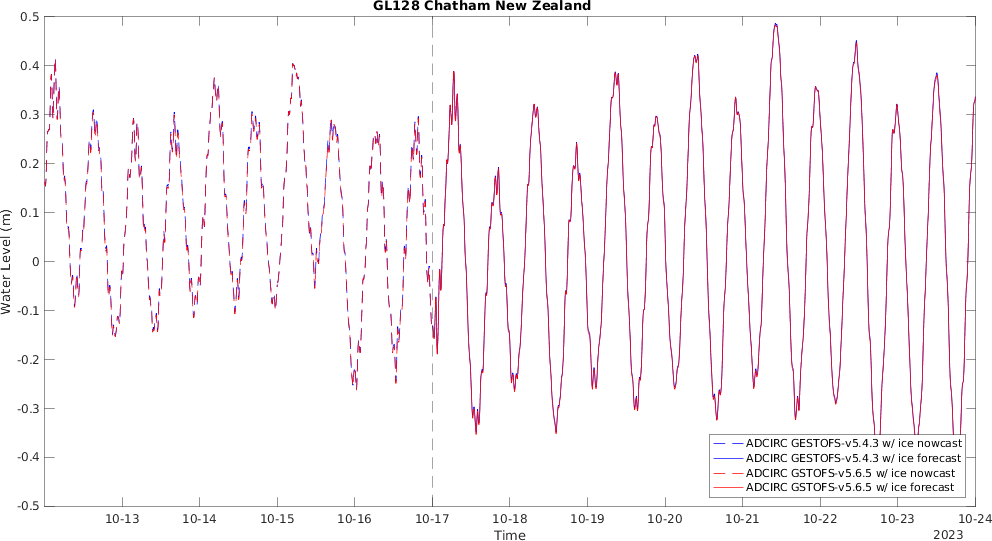 GL128 Chatham New Zealand
0.5
0.4
0.3
0.2
0.1
0
-0.1
-0.2
-0.3
-0.4
-0.5
Water Level (m)
10-13 10-14 10-15 10-16 10-17 10-18 10-19 10-20 10-21 10-22 10-23 10-24
Time
2023
ADCIRC GESTOFS-v5.4.3 w/ ice nowcast
ADCIRC GESTOFS-v5.4.3 w/ ice forecast
ADCIRC GSTOFS-v5.6.5 w/ ice nowcast
ADCIRC GSTOFS-v5.6.5 w/ ice forecast